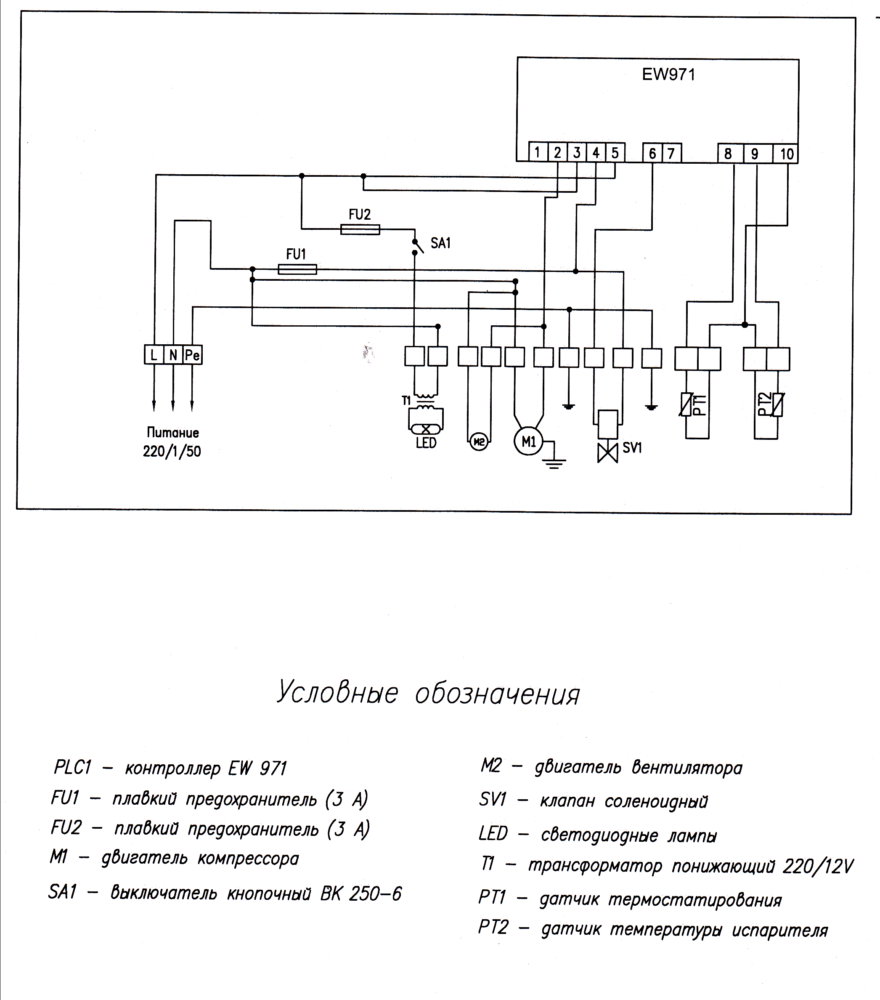 EW971
1 2 3 4 5 6 7 8 9 10
FU2
SA1
FU1
L N Pe
T1
PT1
PT2
Питание
220/1/50
LED
M2
M1
SV1
Условные обозначения
PLC1 – контроллер EW 971
FU1 – плавкий предохранитель (3 А)
FU2 – плавкий предохранитель (3 А)
M1 – двигатель компрессора
SA1 – выключатель кнопочный ВК 250–6
M2 – двигатель вентилятора
SV1 – клапан соленоидный
LED – светодиодные лампы
T1 – трансформатор понижающий 220/12V
PT1 – датчик термостатирования
PT2 – датчик температуры испарителя